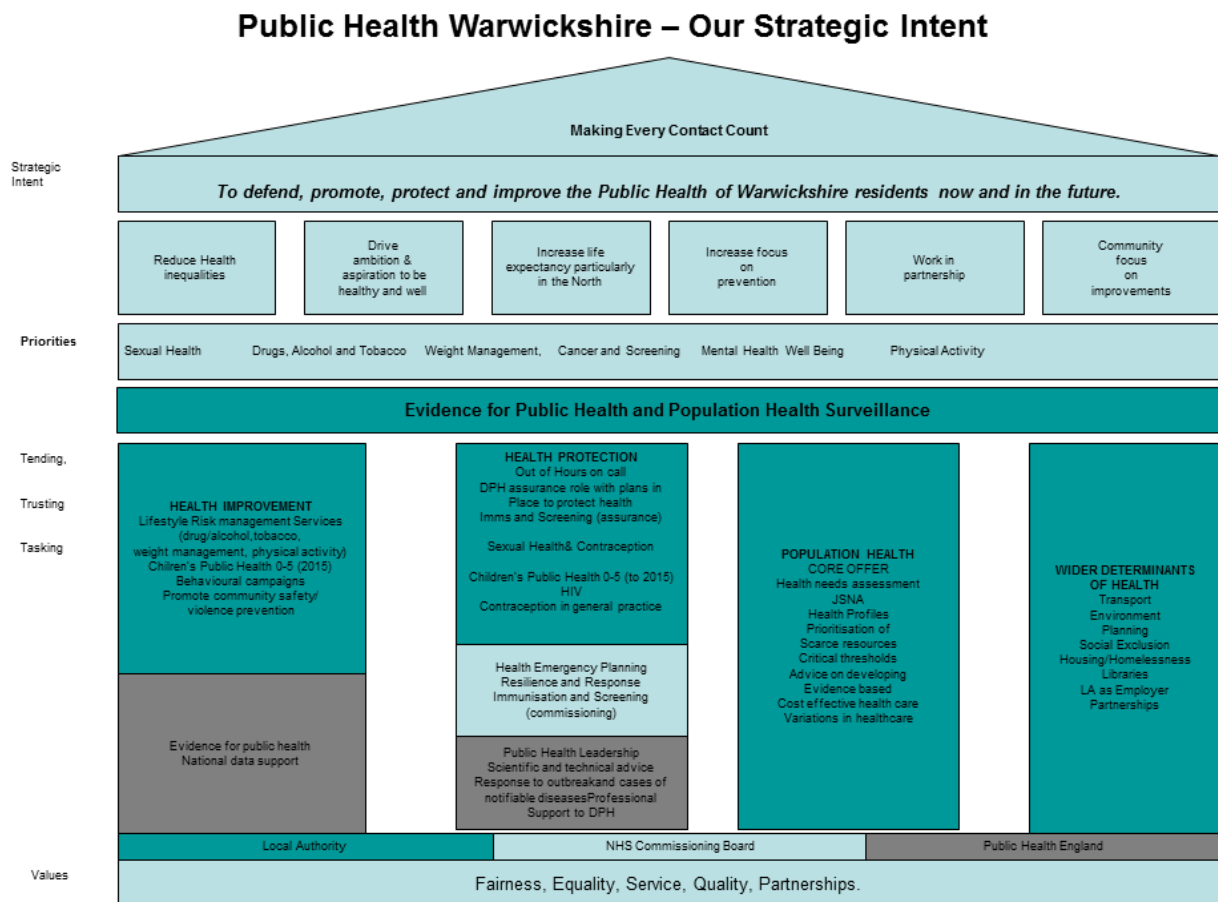 Public Health Warwickshire – Our Strategic Intent
Making Every Contact Count
Strategic
Intent
To defend, promote, protect and improve the Public Health of Warwickshire residents now and in the future.
Reduce Health
inequalities
Drive
ambition &
aspiration to be
healthy and well
Increase life
expectancy particularly
in the North
Increase focus
on
prevention
Work in
partnership
Community
focus
on
improvements
Priorities
Sexual Health Drugs, Alcohol and Tobacco Weight Management, Cancer and Screening Mental Health Well Being Physical Activity
Evidence for Public Health and Population Health Surveillance
Tending,
Trusting
Tasking
HEALTH IMPROVEMENT
Lifestyle Risk management Services
(drug/alcohol,tobacco,
weight management, physical activity)
Chilren's Public Health 0-5 (2015)
Behavioural campaigns
Promote community safety/
violence prevention
Evidence for public health
National data support
HEALTH PROTECTION
Out of Hours on call
DPH assurance role with plans in
Place to protect health
Imms and Screening (assurance)
Sexual Health& Contraception
Children's Public Health 0-5 (to 2015)
HIV
Contraception in general practice
Health Emergency Planning
Resilience and Response
Immunisation and Screening
(commissioning)
Public Health Leadership
Scientific and technical advice
Response to outbreakand cases of
notifiable diseasesProfessional
Support to DPH
POPULATION HEALTH
CORE OFFER
Health needs assessment
JSNA
Health Profiles
Prioritisation of
Scarce resources
Critical thresholds
Advice on developing
Evidence based
Cost effective health care
Variations in healthcare
WIDER DETERMINANTS
OF HEALTH
Transport
Environment
Planning
Social Exclusion
Housing/Homelessness
Libraries
LA as Employer
Partnerships
Local Authority
NHS Commissioning Board
Public Health England
Values
Fairness, Equality, Service, Quality, Partnerships.